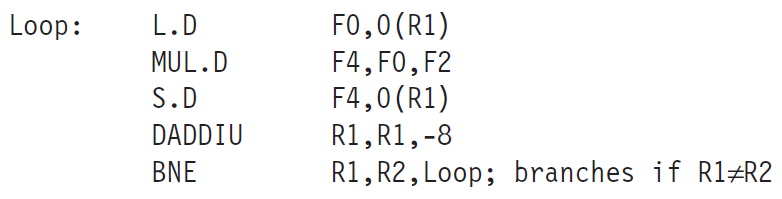 Loop: L.D F0,0(R1)
MUL.D F4,F0,F2
S.D F4,0(R1)
DADDIU R1,R1,-8
BNE R1,R2,Loop; branches if R1≠R2